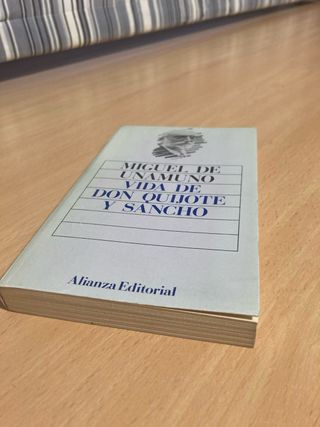 MIGUEL DE
UNAMUNO
VIDA DE
DON QUIJOTE
Y SANCHO
Alianza Editorial